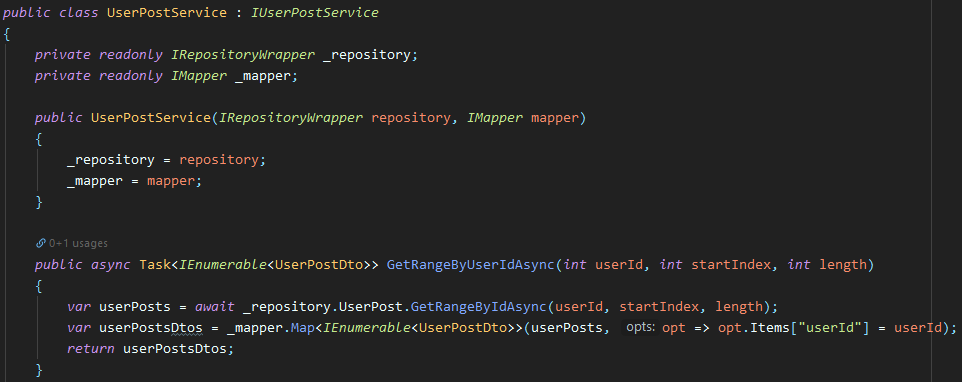 public class UserPostService : IUserPostService
{
    private readonly IRepositoryWrapper _repository;
    private readonly IMapper _mapper;
    public UserPostService(IRepositoryWrapper repository, IMapper mapper)
    {
        _repository = repository;
        _mapper = mapper;
    }
    0+1 usages
    public async Task<IEnumerable<UserPostDto>> GetRangeByUserIdAsync(int userId, int startIndex, int length)
    {
        var userPosts = await _repository.UserPost.GetRangeByIdAsync(userId, startIndex, length);
        var userPostsDtos = _mapper.Map<IEnumerable<UserPostDto>>(userPosts, opts: opt => opt.Items["userId"] = userId);
        return userPostsDtos;
    }